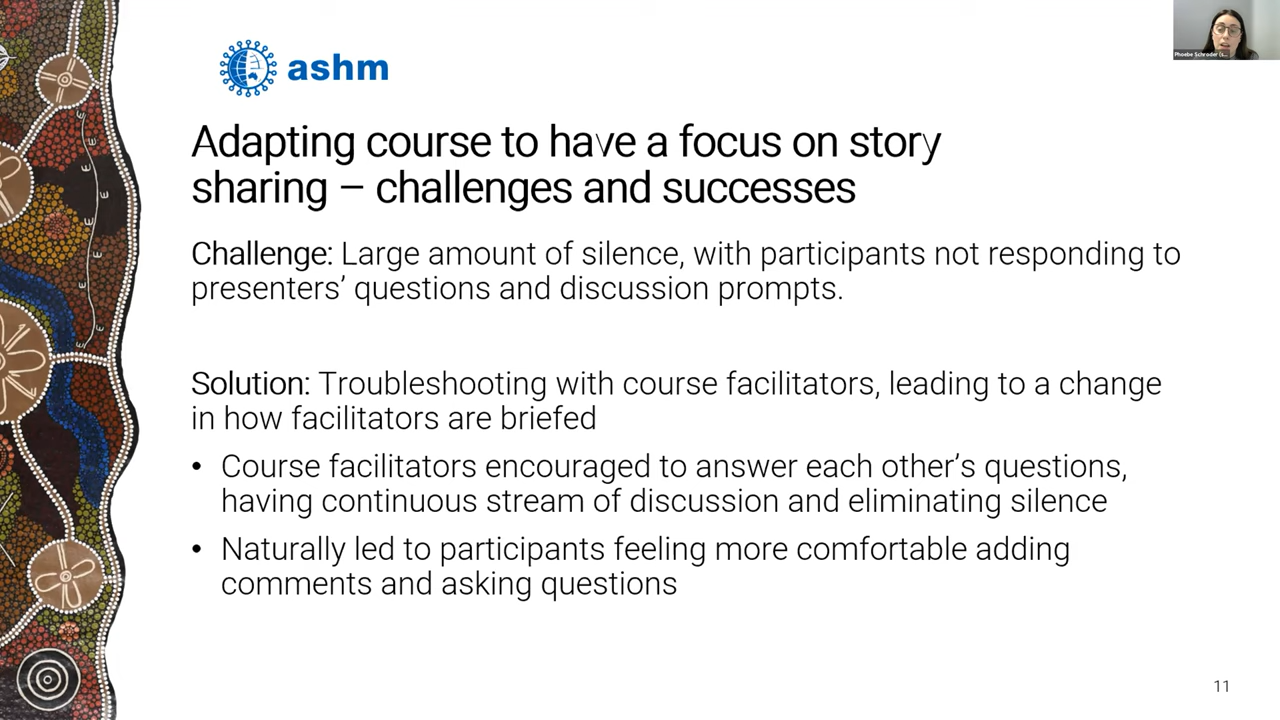 Phoebe Schroder (s...
ashm
Adapting course to have a focus on story
sharing – challenges and successes
Challenge: Large amount of silence, with participants not responding to
presenters’ questions and discussion prompts.
Solution: Troubleshooting with course facilitators, leading to a change
in how facilitators are briefed
• Course facilitators encouraged to answer each other’s questions,
having continuous stream of discussion and eliminating silence
• Naturally led to participants feeling more comfortable adding
comments and asking questions
11